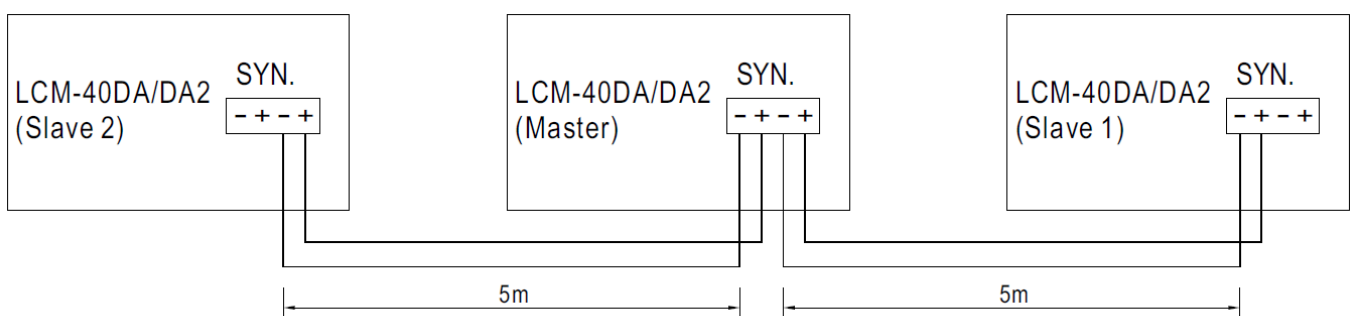 LCM-40DA/DA2
(Slave 2)
SYN.
- + - +
LCM-40DA/DA2
(Master)
SYN.
- + - +
LCM-40DA/DA2
(Slave 1)
SYN.
- + - +
5m
5m